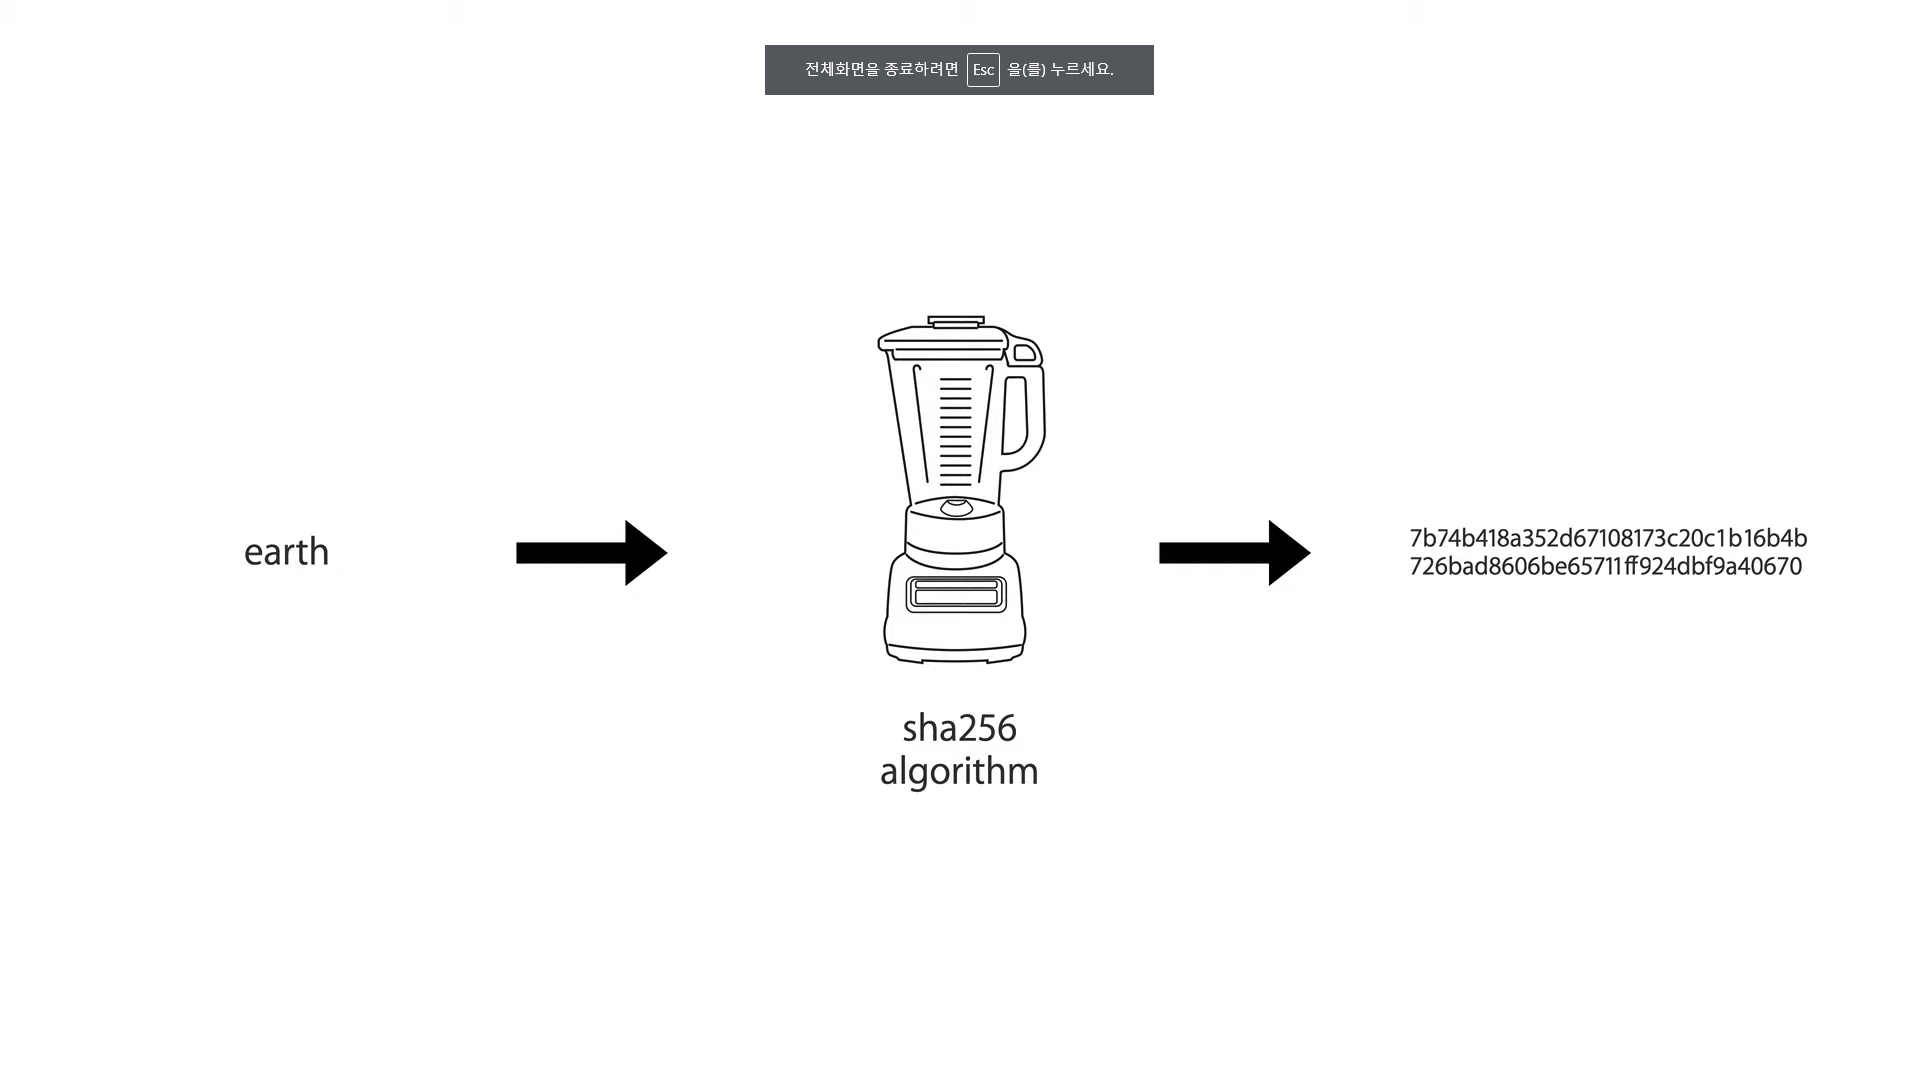 전체화면을 종료하려면 Esc 을(를) 누르세요.
earth
7b74b418a352d67108173c20c1b16b4b
726bad8606be65711ff924dbf9a40670
sha256
algorithm